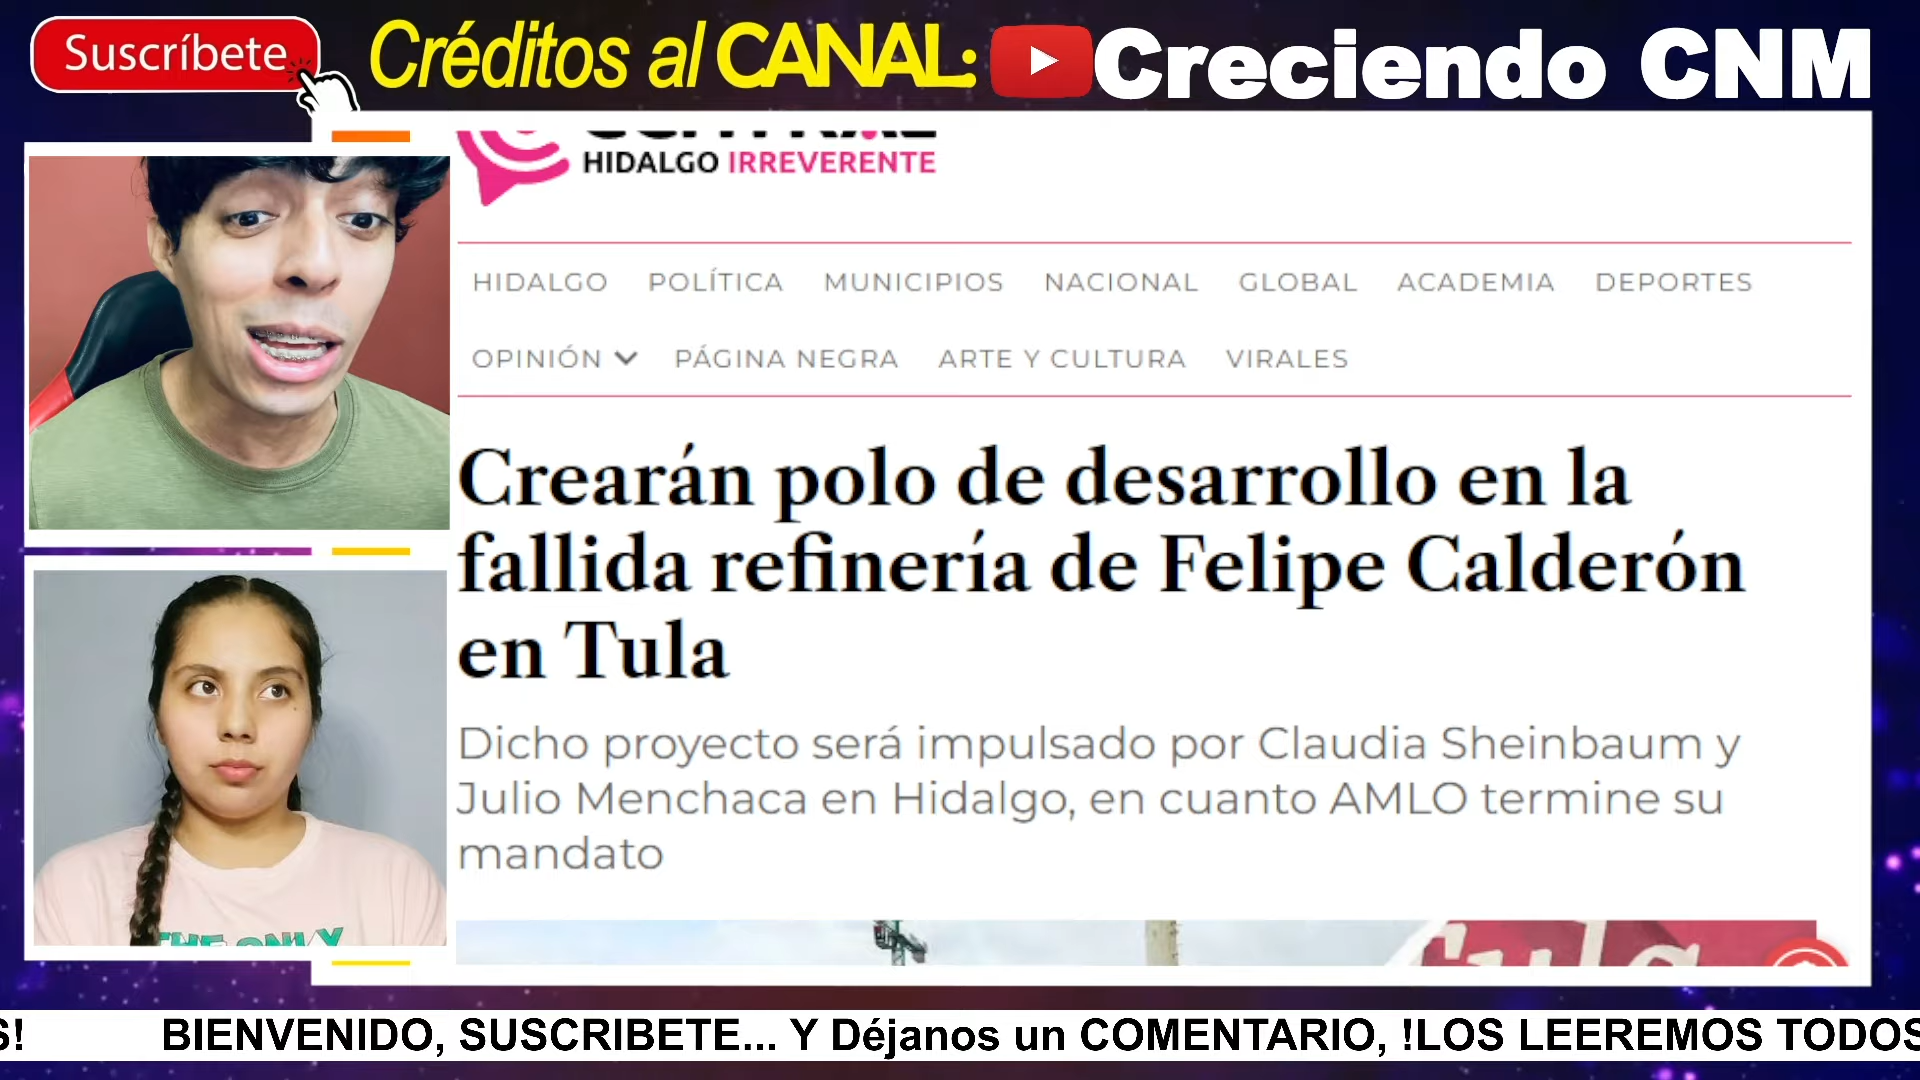 Suscríbete
Créditos al CANAL: Creciendo CNM
HIDALGO IRREVERENTE
HIDALGO POLÍTICA MUNICIPIOS NACIONAL GLOBAL ACADEMIA DEPORTES
OPINIÓN PÁGINA NEGRA ARTE Y CULTURA VIRALES
Crearán polo de desarrollo en la
fallida refinería de Felipe Calderón
en Tula
Dicho proyecto será impulsado por Claudia Sheinbaum y
Julio Menchaca en Hidalgo, en cuanto AMLO termine su
mandato
THE ONLY
Tula
S! BIENVENIDO, SUSCRIBETE... Y Déjanos un COMENTARIO, !LOS LEEREMOS TODOS